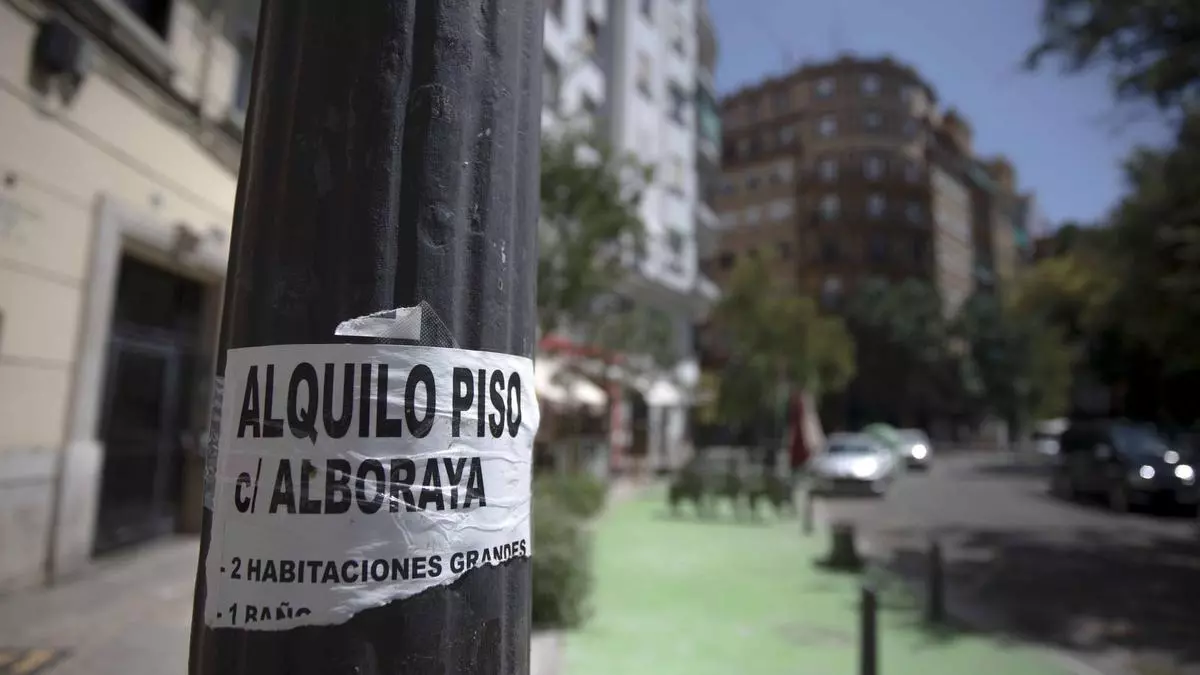 ALQUILO PISO
c/ ALBORAYA
- 2 HABITACIONES GRANDES
- 1 BAÑO